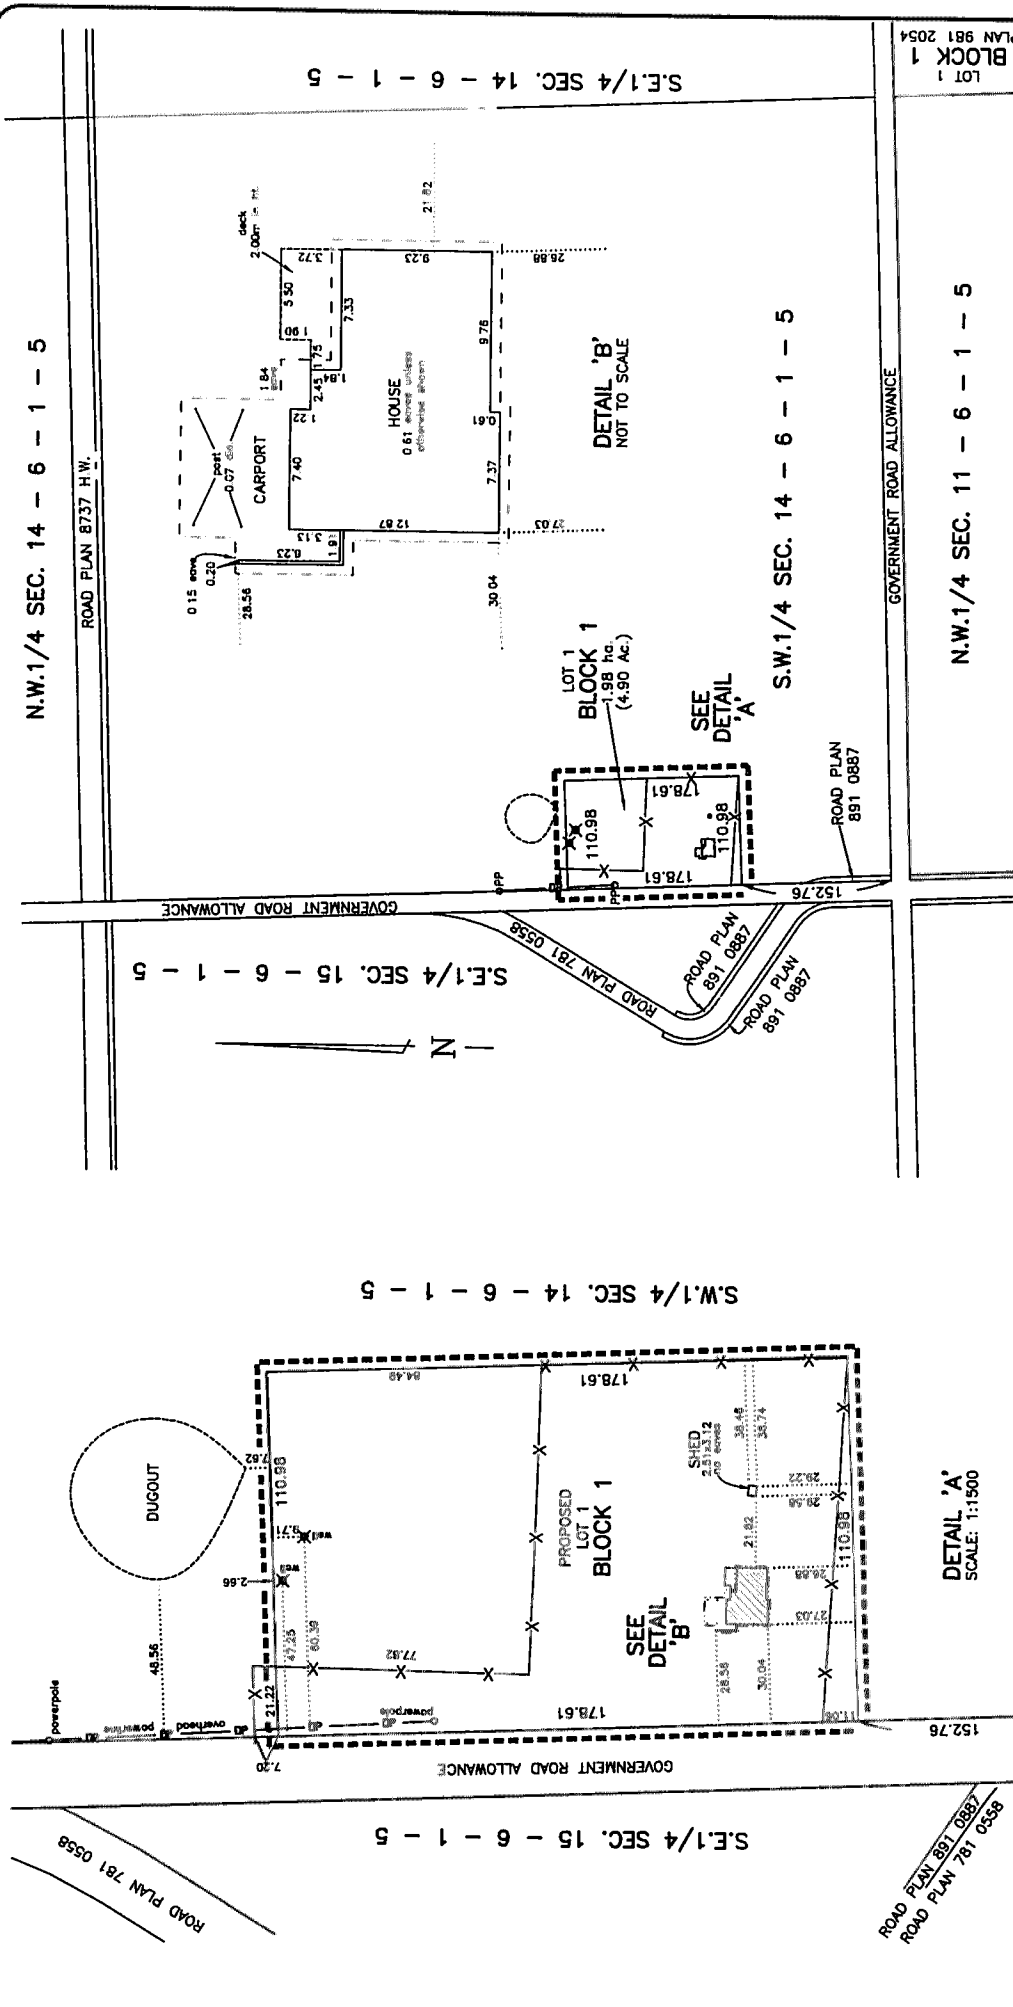 N.W.1/4 SEC. 14 - 6 - 1 - 5
ROAD PLAN 8737 H.W.
S.E.1/4 SEC. 14 - 6 - 1 - 5
LOT 1
BLOCK 1
PLAN 981 2054
deck
2.00m
5.50
3.72
1.90
1.75
1.84
1.84
2.45
1.22
7.33
9.23
21.82
26.88
9.76
0.61
7.37
27.03
12.87
7.40
HOUSE
0.61 eaves unless
otherwise shown
CARPORT
post
0.07 dia.
3.13
8.23
0.15 eave
0.20
28.56
30.04
DETAIL 'B'
NOT TO SCALE
S.W.1/4 SEC. 14 - 6 - 1 - 5
GOVERNMENT ROAD ALLOWANCE
N.W.1/4 SEC. 11 - 6 - 1 - 5
LOT 1
BLOCK 1
1.98 ha.
(4.90 Ac.)
SEE
DETAIL
'A'
110.98
178.61
110.98
178.61
PP
PP
152.76
ROAD PLAN
891 0887
GOVERNMENT ROAD ALLOWANCE
S.E.1/4 SEC. 15 - 6 - 1 - 5
ROAD PLAN 781 0558
ROAD PLAN
891 0887
ROAD PLAN
891 0887
N
S.W.1/4 SEC. 14 - 6 - 1 - 5
DUGOUT
7.62
110.98
84.49
178.61
9.71
well
well
2.66
47.25
60.39
48.56
powerpole
powerline
overhead
powerpole
21.22
7.20
77.82
PROPOSED
LOT 1
BLOCK 1
SHED
2.51x3.12
no eaves
38.48
38.74
29.22
29.56
21.82
26.88
27.03
28.56
30.04
110.98
11.06
SEE
DETAIL
'B'
178.61
152.76
DETAIL 'A'
SCALE: 1:1500
GOVERNMENT ROAD ALLOWANCE
S.E.1/4 SEC. 15 - 6 - 1 - 5
ROAD PLAN 781 0558
ROAD PLAN 891 0887
ROAD PLAN 781 0558